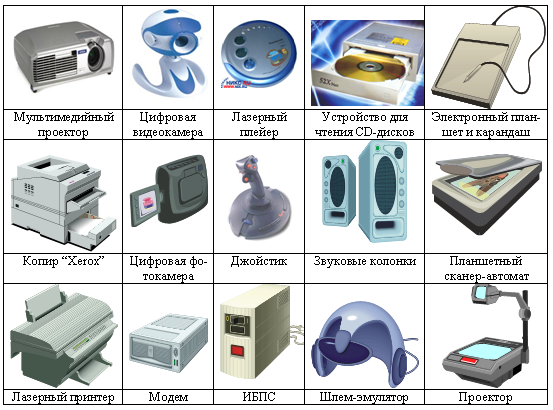 52X
Мультимедийный
проектор
Цифровая
видеокамера
Лазерный
плейер
Устройство для
чтения CD-дисков
Электронный план-
шет и карандаш
Копир “Xerox”
Цифровая фо-
токамера
Джойстик
Звуковые колонки
Планшетный
сканер-автомат
Лазерный принтер
Модем
ИБПС
Шлем-эмулятор
Проектор